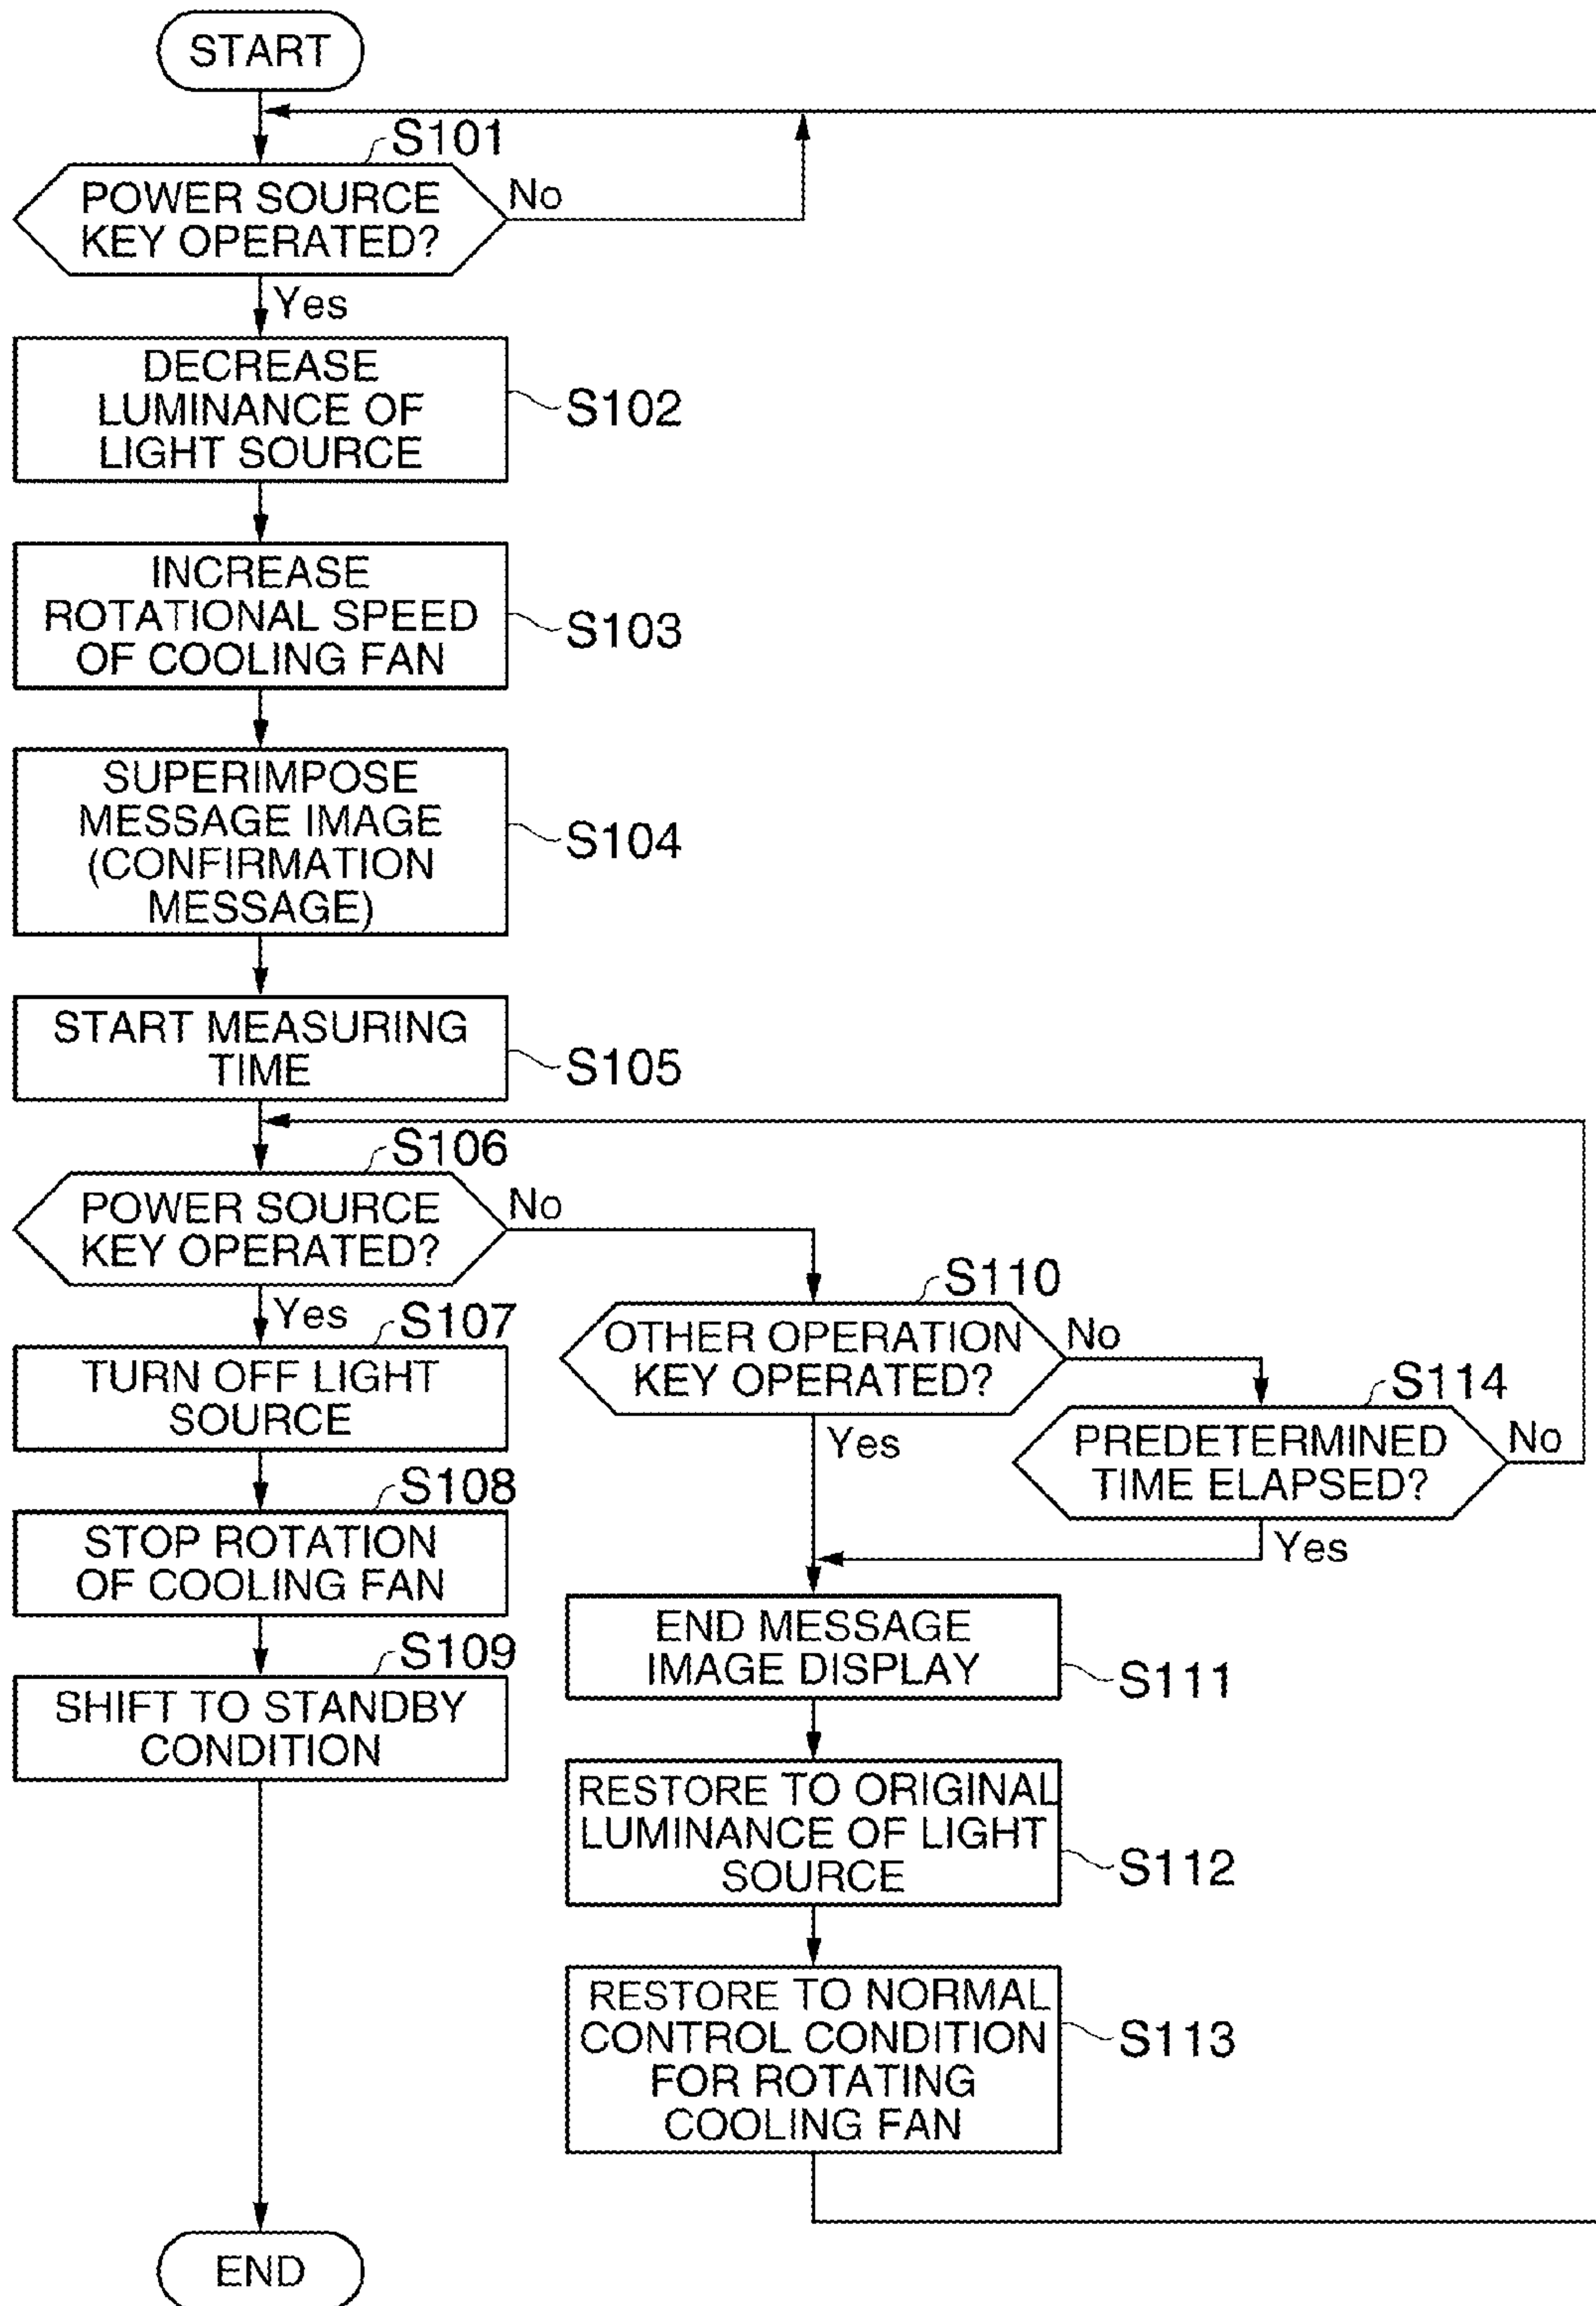 START
S101
POWER SOURCE
KEY OPERATED?
No
Yes
DECREASE
LUMINANCE OF
LIGHT SOURCE
S102
INCREASE
ROTATIONAL SPEED
OF COOLING FAN
S103
SUPERIMPOSE
MESSAGE IMAGE
(CONFIRMATION
MESSAGE)
S104
START MEASURING
TIME
S105
S106
POWER SOURCE
KEY OPERATED?
No
Yes
S107
TURN OFF LIGHT
SOURCE
S108
STOP ROTATION
OF COOLING FAN
S109
SHIFT TO STANDBY
CONDITION
S110
OTHER OPERATION
KEY OPERATED?
No
Yes
S114
PREDETERMINED
TIME ELAPSED?
No
Yes
END MESSAGE
IMAGE DISPLAY
S111
RESTORE TO ORIGINAL
LUMINANCE OF LIGHT
SOURCE
S112
RESTORE TO NORMAL
CONTROL CONDITION
FOR ROTATING
COOLING FAN
S113
END